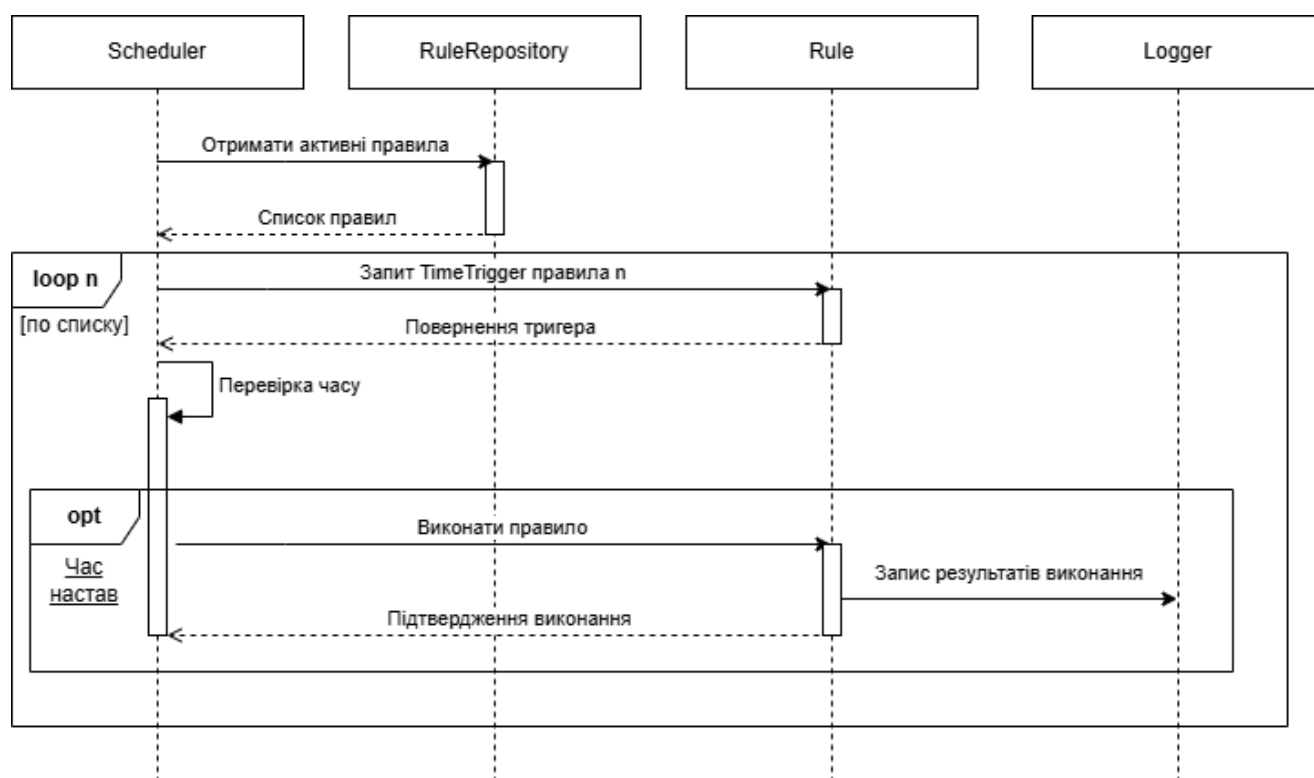 Scheduler
RuleRepository
Rule
Logger
Отримати активні правила
Список правил
loop n
[по списку]
Запит TimeTrigger правила n
Повернення тригера
Перевірка часу
opt
Час
настав
Виконати правило
Запис результатів виконання
Підтвердження виконання